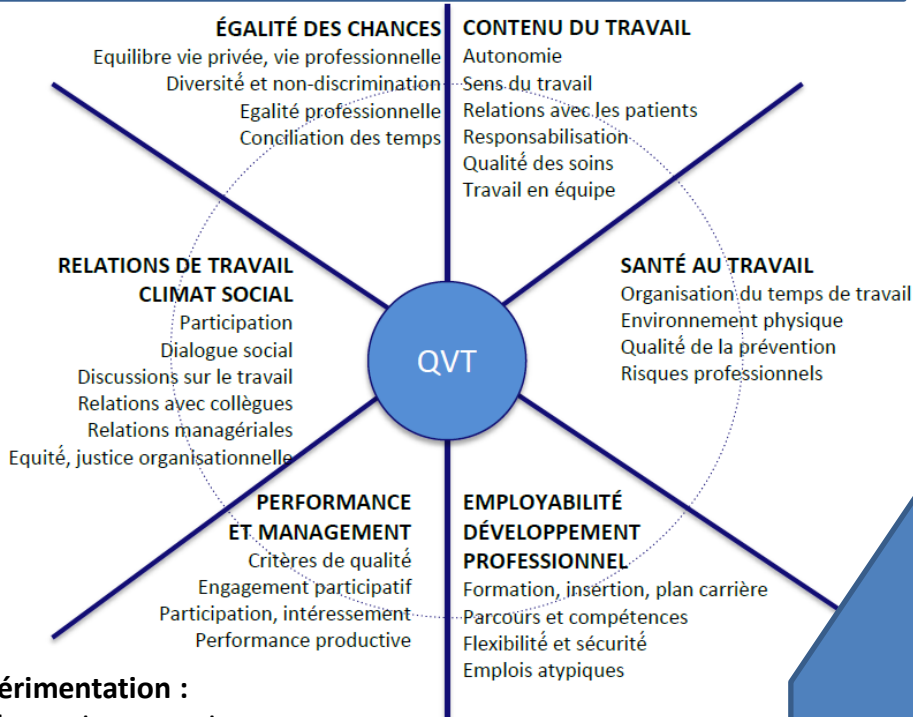 ÉGALITÉ DES CHANCES
Equilibre vie privée, vie professionnelle
Diversité et non-discrimination
Egalité professionnelle
Conciliation des temps
CONTENU DU TRAVAIL
Autonomie
Sens du travail
Relations avec les patients
Responsabilisation
Qualité des soins
Travail en équipe
RELATIONS DE TRAVAIL
CLIMAT SOCIAL
Participation
Dialogue social
Discussions sur le travail
Relations avec collègues
Relations managériales
Equité, justice organisationnelle
QVT
SANTÉ AU TRAVAIL
Organisation du temps de travail
Environnement physique
Qualité de la prévention
Risques professionnels
PERFORMANCE
ET MANAGEMENT
Critères de qualité
Engagement participatif
Participation, intéressement
Performance productive
EMPLOYABILITÉ
DÉVELOPPEMENT
PROFESSIONNEL
Formation, insertion, plan carrière
Parcours et compétences
Flexibilité et sécurité
Emplois atypiques
érimentation :